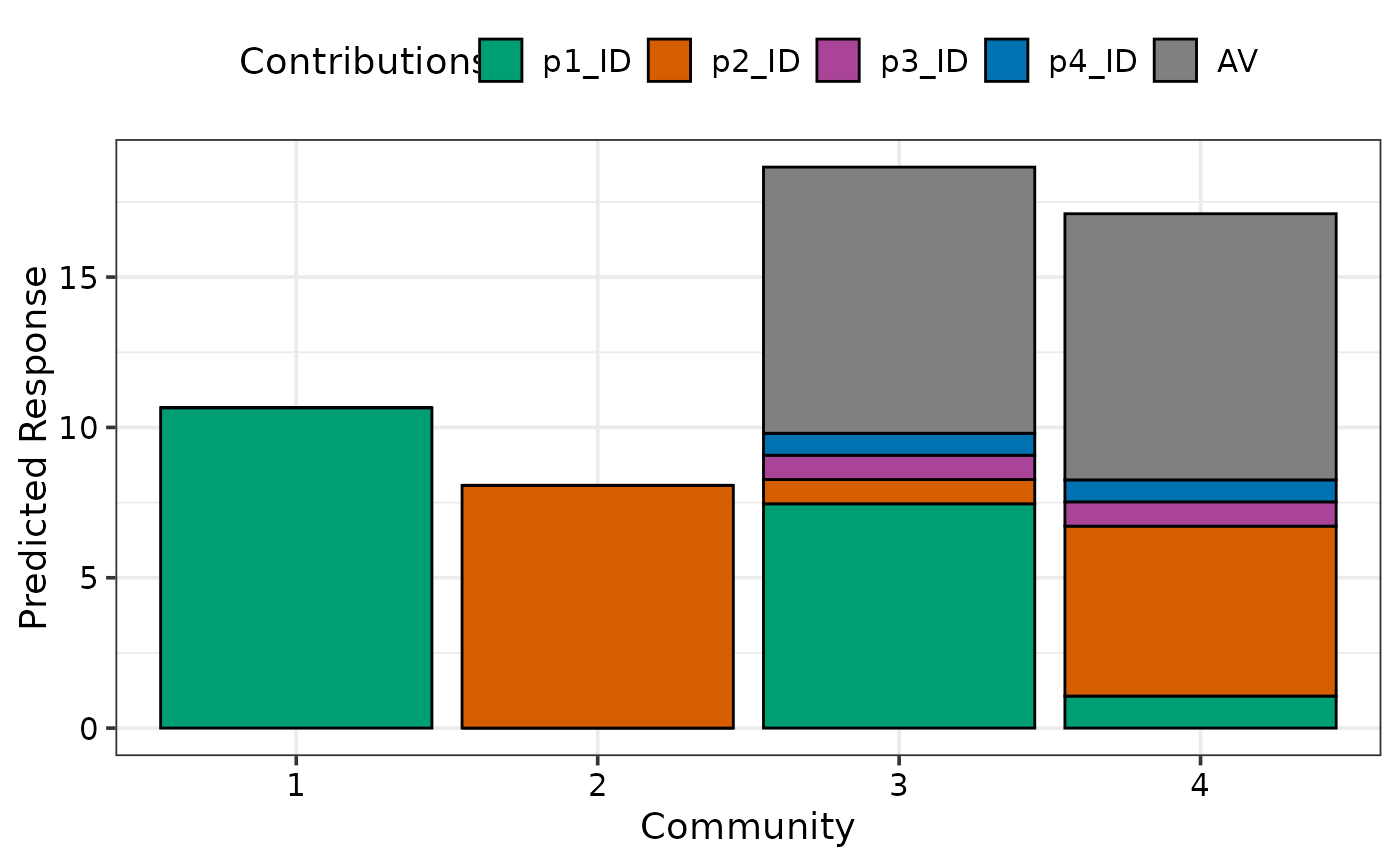 Contributions p1_ID p2_ID p3_ID p4_ID AV
Predicted Response
15
10
5
0
1 2 3 4
Community